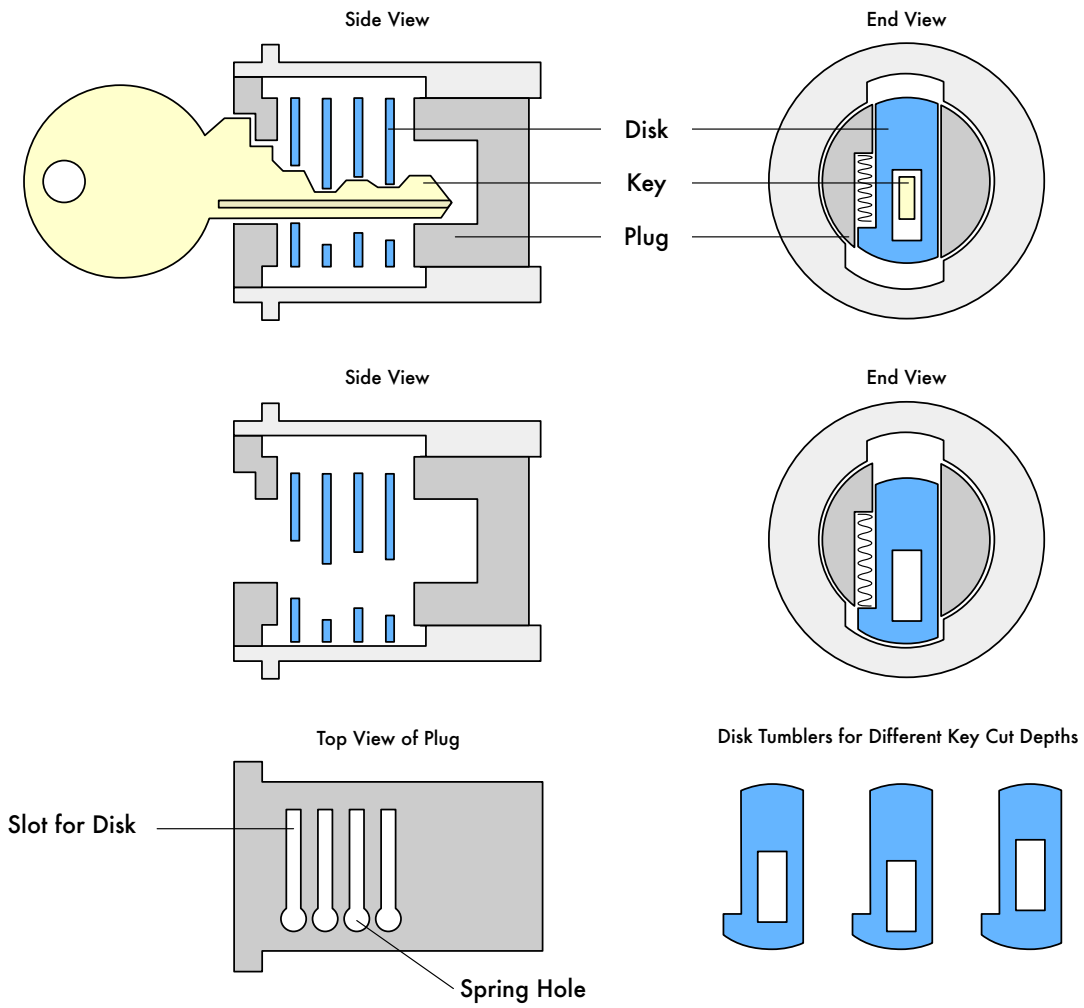 Side View
End View
Disk
Key
Plug
Side View
End View
Top View of Plug
Disk Tumblers for Different Key Cut Depths
Slot for Disk
Spring Hole